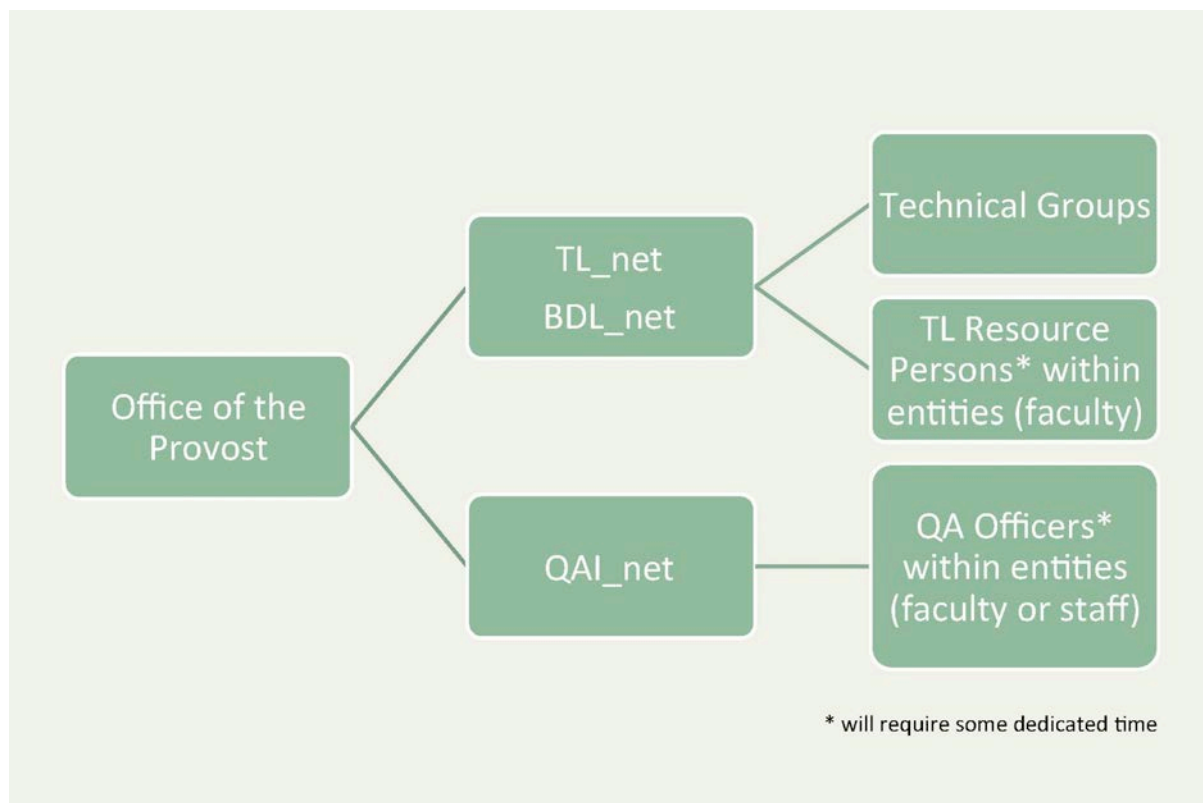 Office of the
Provost
TL_net
BDL_net
QAI_net
Technical Groups
TL Resource
Persons* within
entities (faculty)
QA Officers*
within entities
(faculty or staff)
* will require some dedicated time